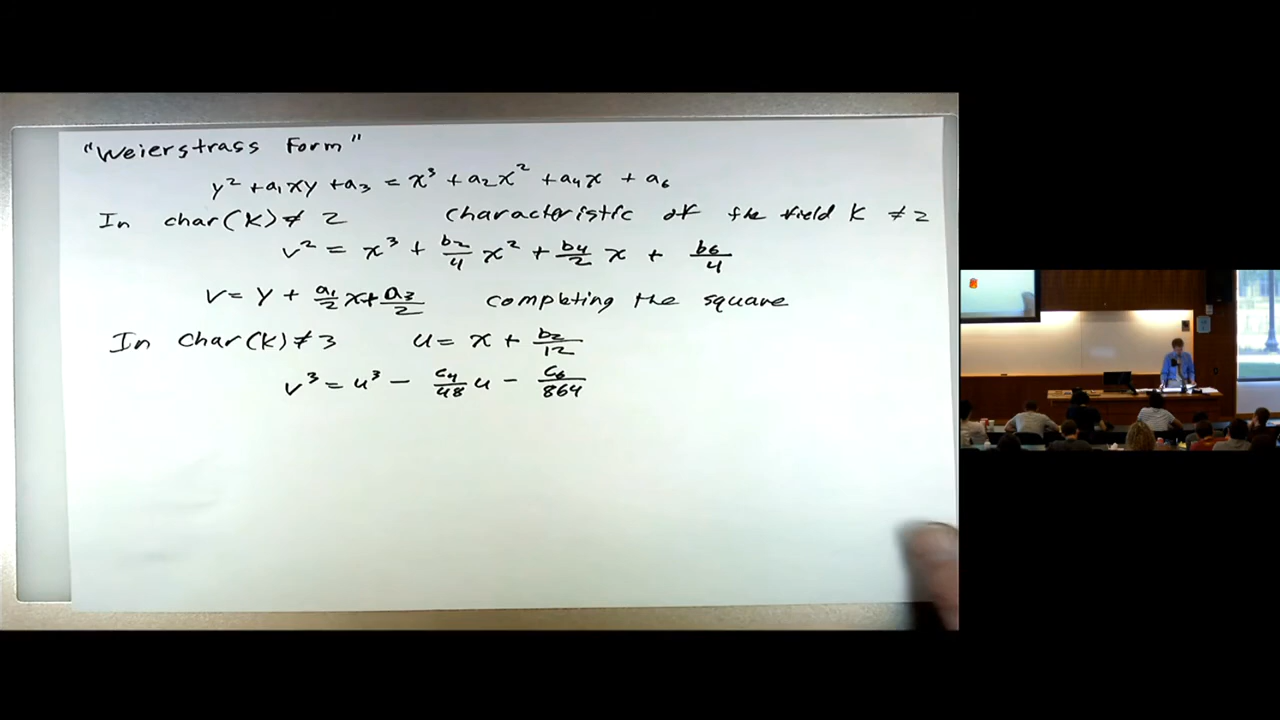 "Weierstrass Form"
y² + a₁xy + a₃ = x³ + a₂x² + a₄x + a₆
In char(K) ≠ 2 characteristic of the field K ≠ 2
v² = x³ + b₂/4 x² + b₄/2 x + b₆/4
v = y + a₁/2 x + a₃/2 completing the square
In char(K) ≠ 3 u = x + b₂/12
v³ = u³ - c₄/48 u - c₆/864